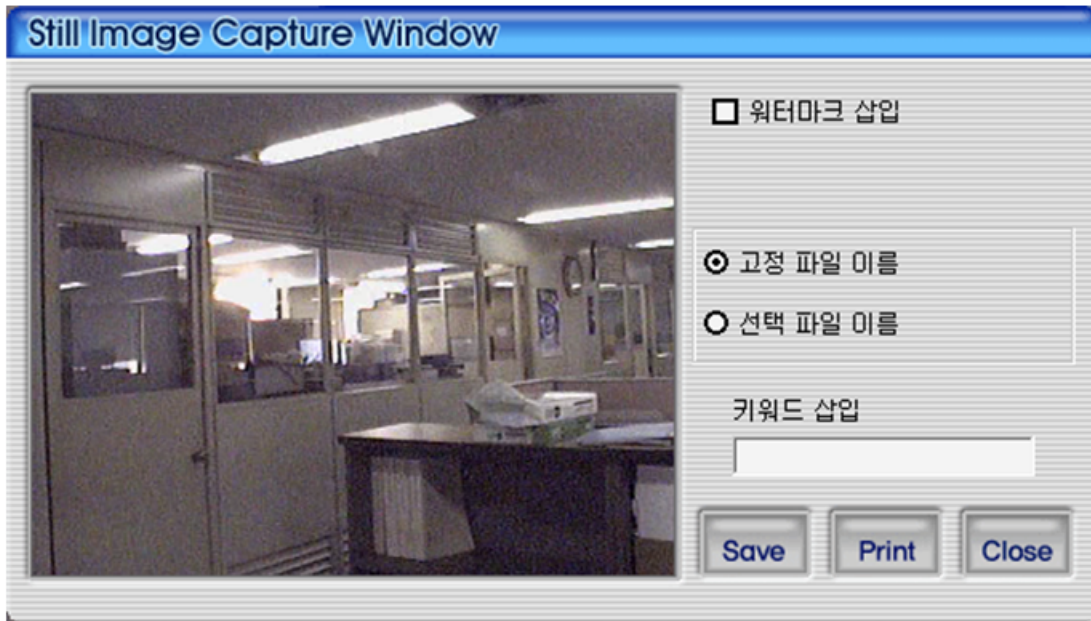 Still Image Capture Window
워터마크 삽입
고정 파일 이름
선택 파일 이름
키워드 삽입
Save Print Close